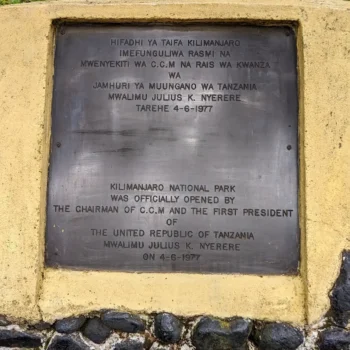 HIFADHI YA TAIFA KILIMANJARO
IMEFUNGULIWA RASMI NA
MWENYEKITI WA C.C.M NA RAIS WA KWANZA
WA
JAMHURI YA MUUNGANO WA TANZANIA
MWALIMU JULIUS K. NYERERE
TAREHE 4-6-1977
KILIMANJARO NATIONAL PARK
WAS OFFICIALLY OPENED BY
THE CHAIRMAN OF C.C.M AND THE FIRST PRESIDENT
OF
THE UNITED REPUBLIC OF TANZANIA
MWALIMU JULIUS K. NYERERE
ON 4-6-1977